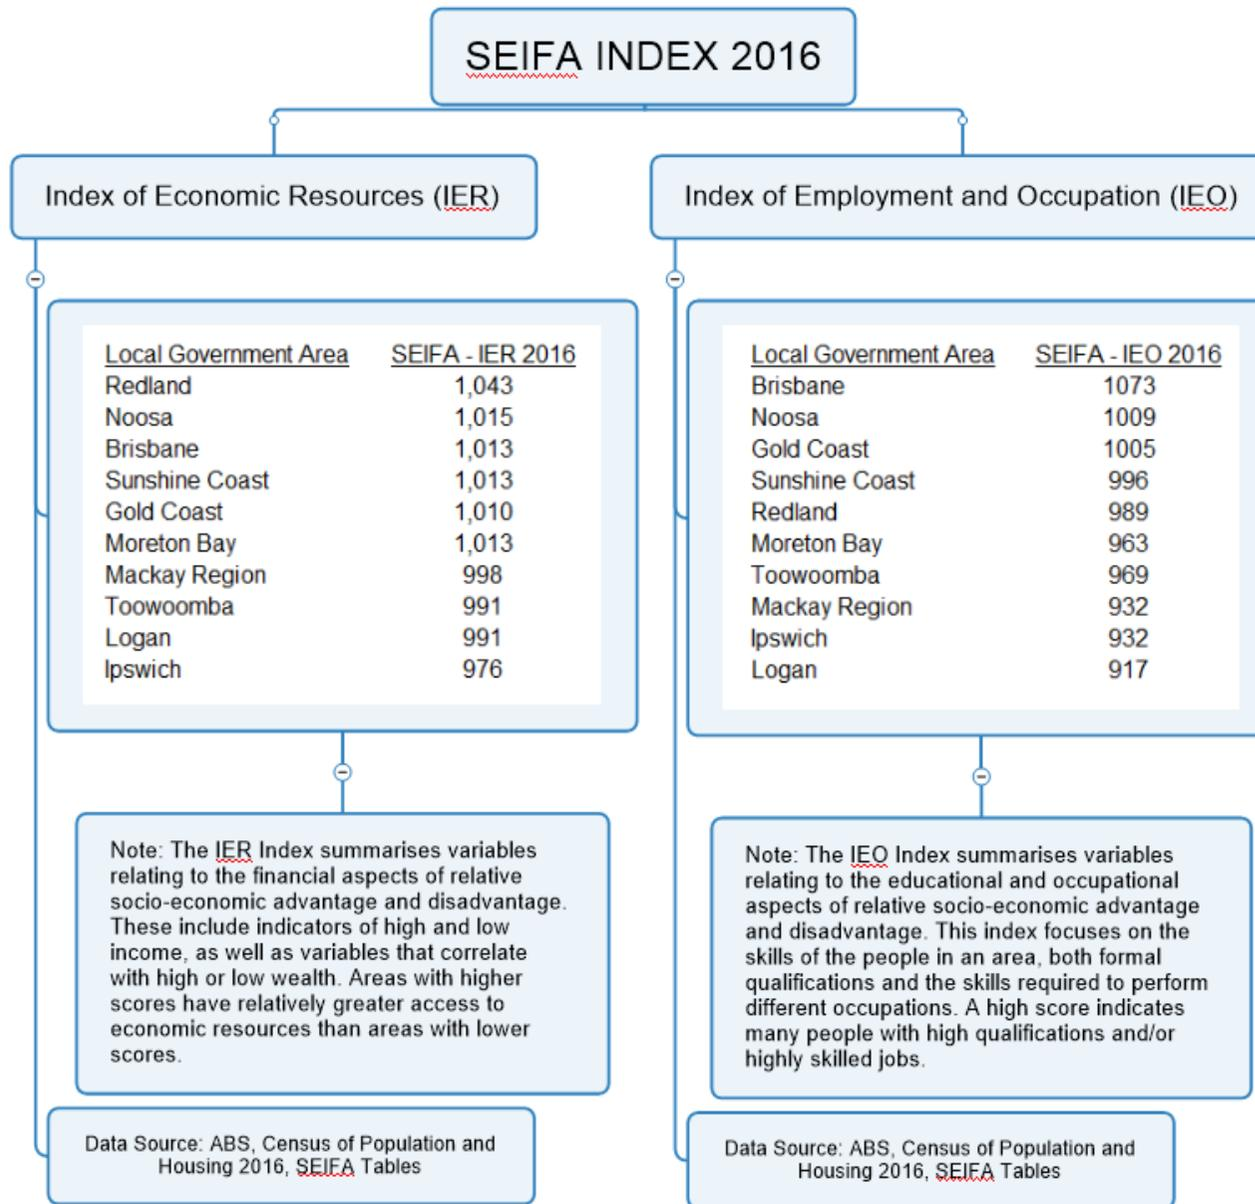 SEIFA INDEX 2016
Index of Economic Resources (IER)
Local Government Area SEIFA - IER 2016
Redland 1,043
Noosa 1,015
Brisbane 1,013
Sunshine Coast 1,013
Gold Coast 1,010
Moreton Bay 1,013
Mackay Region 998
Toowoomba 991
Logan 991
Ipswich 976
Note: The IER Index summarises variables
relating to the financial aspects of relative
socio-economic advantage and disadvantage.
These include indicators of high and low
income, as well as variables that correlate
with high or low wealth. Areas with higher
scores have relatively greater access to
economic resources than areas with lower
scores.
Data Source: ABS, Census of Population and
Housing 2016, SEIFA Tables
Index of Employment and Occupation (IEO)
Local Government Area SEIFA - IEO 2016
Brisbane 1073
Noosa 1009
Gold Coast 1005
Sunshine Coast 996
Redland 989
Moreton Bay 963
Toowoomba 969
Mackay Region 932
Ipswich 932
Logan 917
Note: The IEO Index summarises variables
relating to the educational and occupational
aspects of relative socio-economic advantage
and disadvantage. This index focuses on the
skills of the people in an area, both formal
qualifications and the skills required to perform
different occupations. A high score indicates
many people with high qualifications and/or
highly skilled jobs.
Data Source: ABS, Census of Population and
Housing 2016, SEIFA Tables